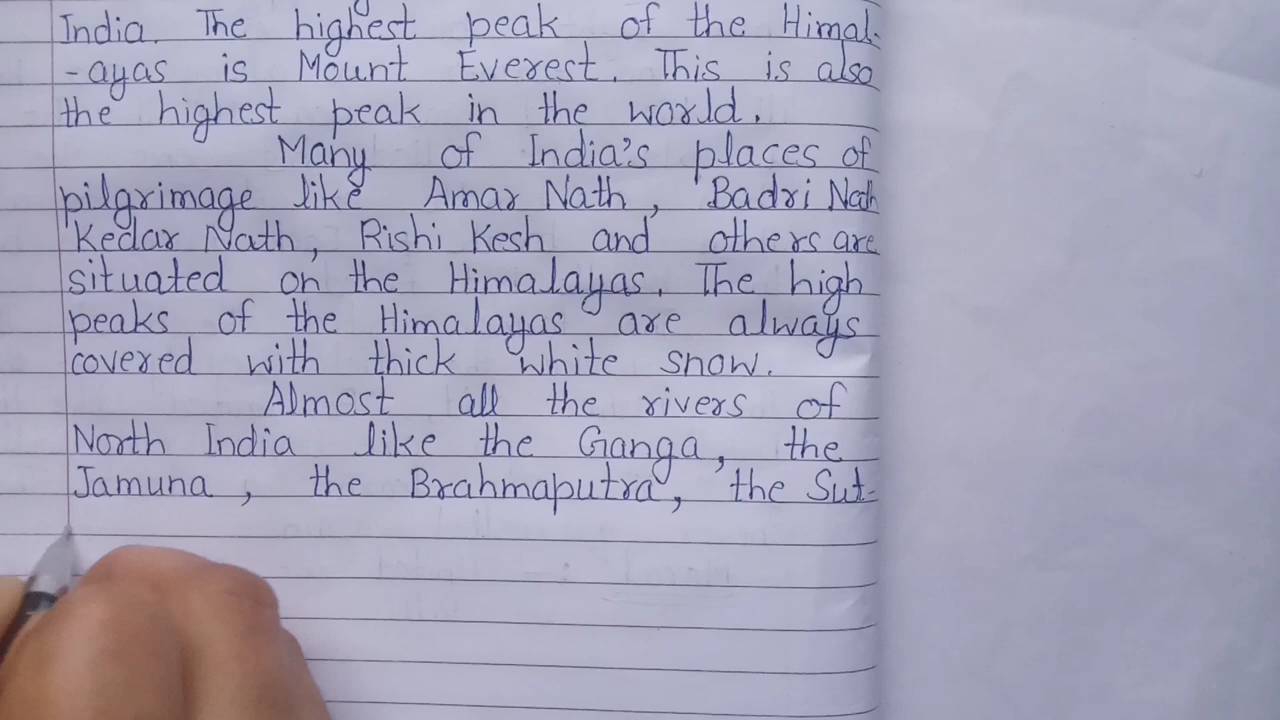 India. The highest peak of the Himal-
-ayas is Mount Everest. This is also
the highest peak in the world.
Many of India's places of
pilgrimage like Amar Nath, Badri Nath
Kedar Nath, Rishi Kesh and others are
situated on the Himalayas. The high
peaks of the Himalayas are always
covered with thick white snow.
Almost all the rivers of
North India like the Ganga, the
Jamuna, the Brahmaputra, the Sut-